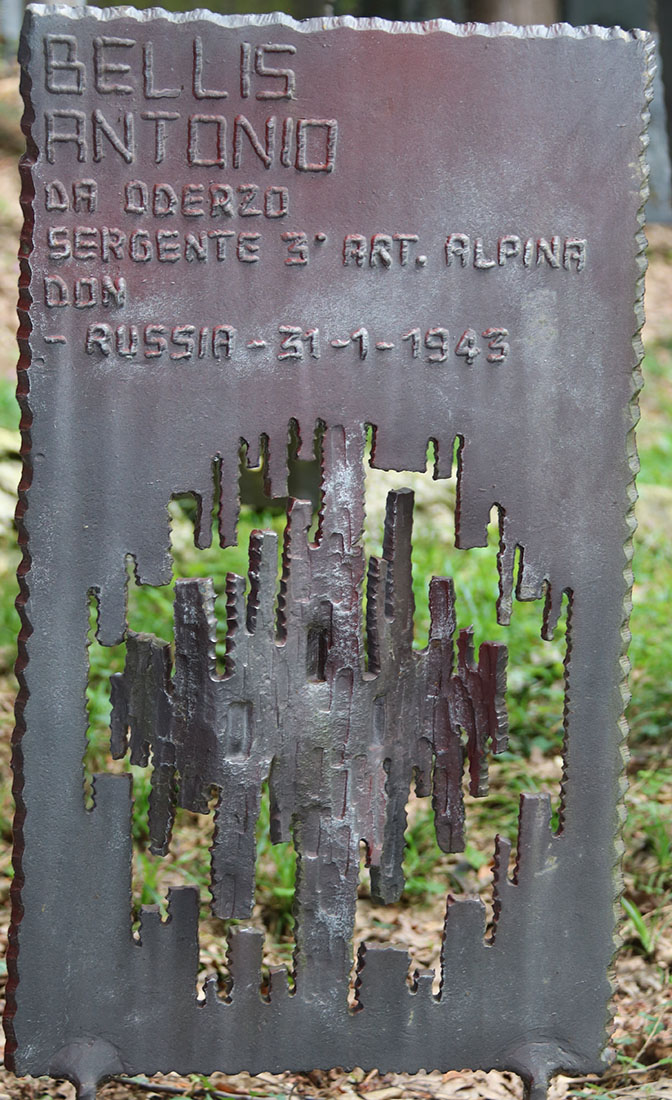 BELLIS
ANTONIO
DA ODERZO
SERGENTE 3° ART. ALPINA
DON
- RUSSIA - 31-1-1943